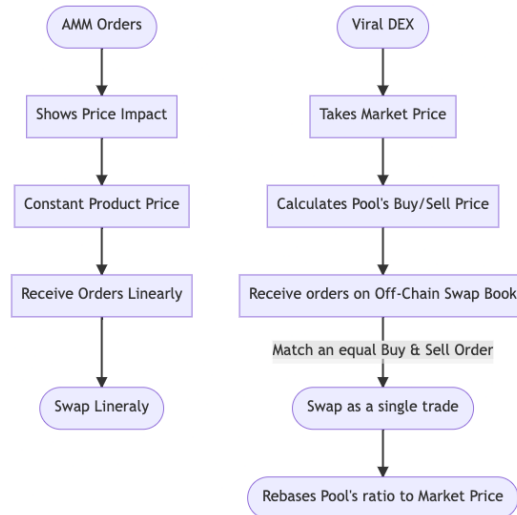 AMM Orders
Shows Price Impact
Constant Product Price
Receive Orders Linearly
Swap Lineraly
Viral DEX
Takes Market Price
Calculates Pool's Buy/Sell Price
Receive orders on Off-Chain Swap Book
Match an equal Buy & Sell Order
Swap as a single trade
Rebases Pool's ratio to Market Price